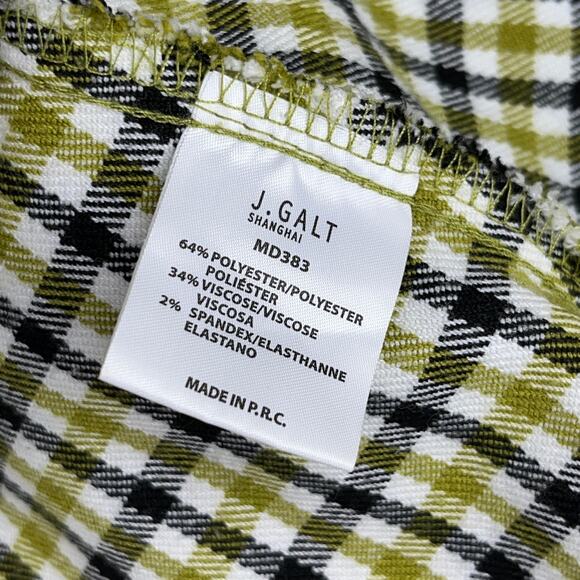 J.GALT
SHANGHAI
MD383
64% POLYESTER/POLYESTER
POLIÉSTER
34% VISCOSE/VISCOSE
VISCOSA
2% SPANDEX/ELASTHANNE
ELASTANO
MADE IN P.R.C.